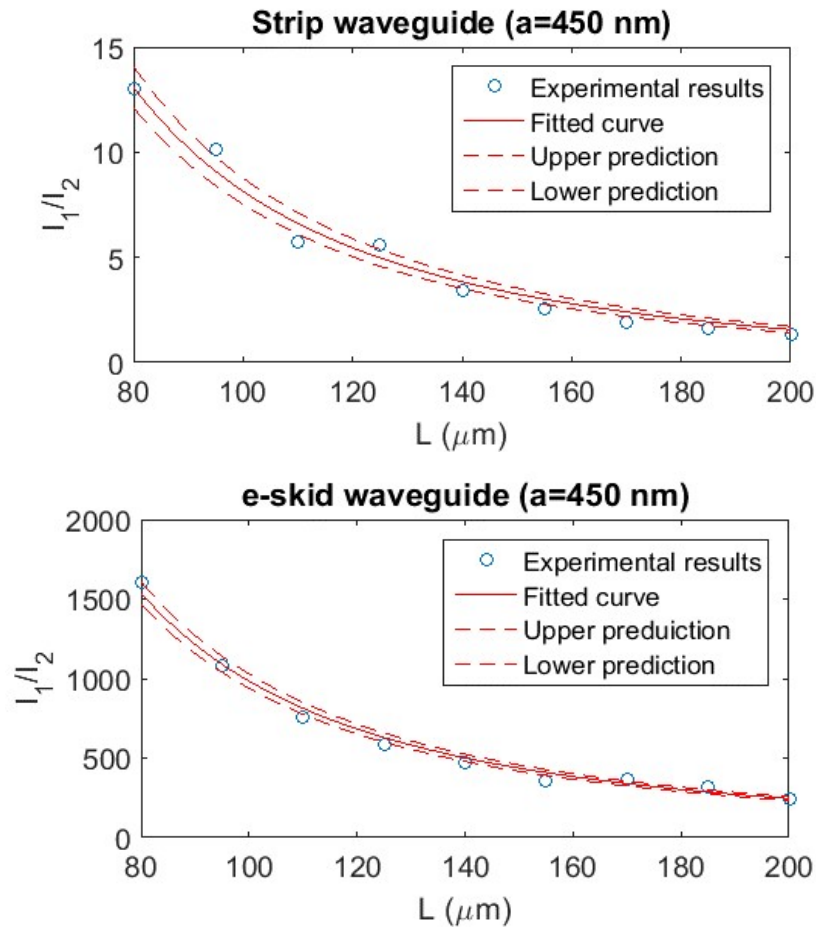 Strip waveguide (a=450 nm)
15
10
5
0
I₁/I₂
Experimental results
Fitted curve
Upper prediction
Lower prediction
80 100 120 140 160 180 200
L (μm)
e-skid waveguide (a=450 nm)
2000
1500
1000
500
0
I₁/I₂
Experimental results
Fitted curve
Upper preduiction
Lower prediction
80 100 120 140 160 180 200
L (μm)